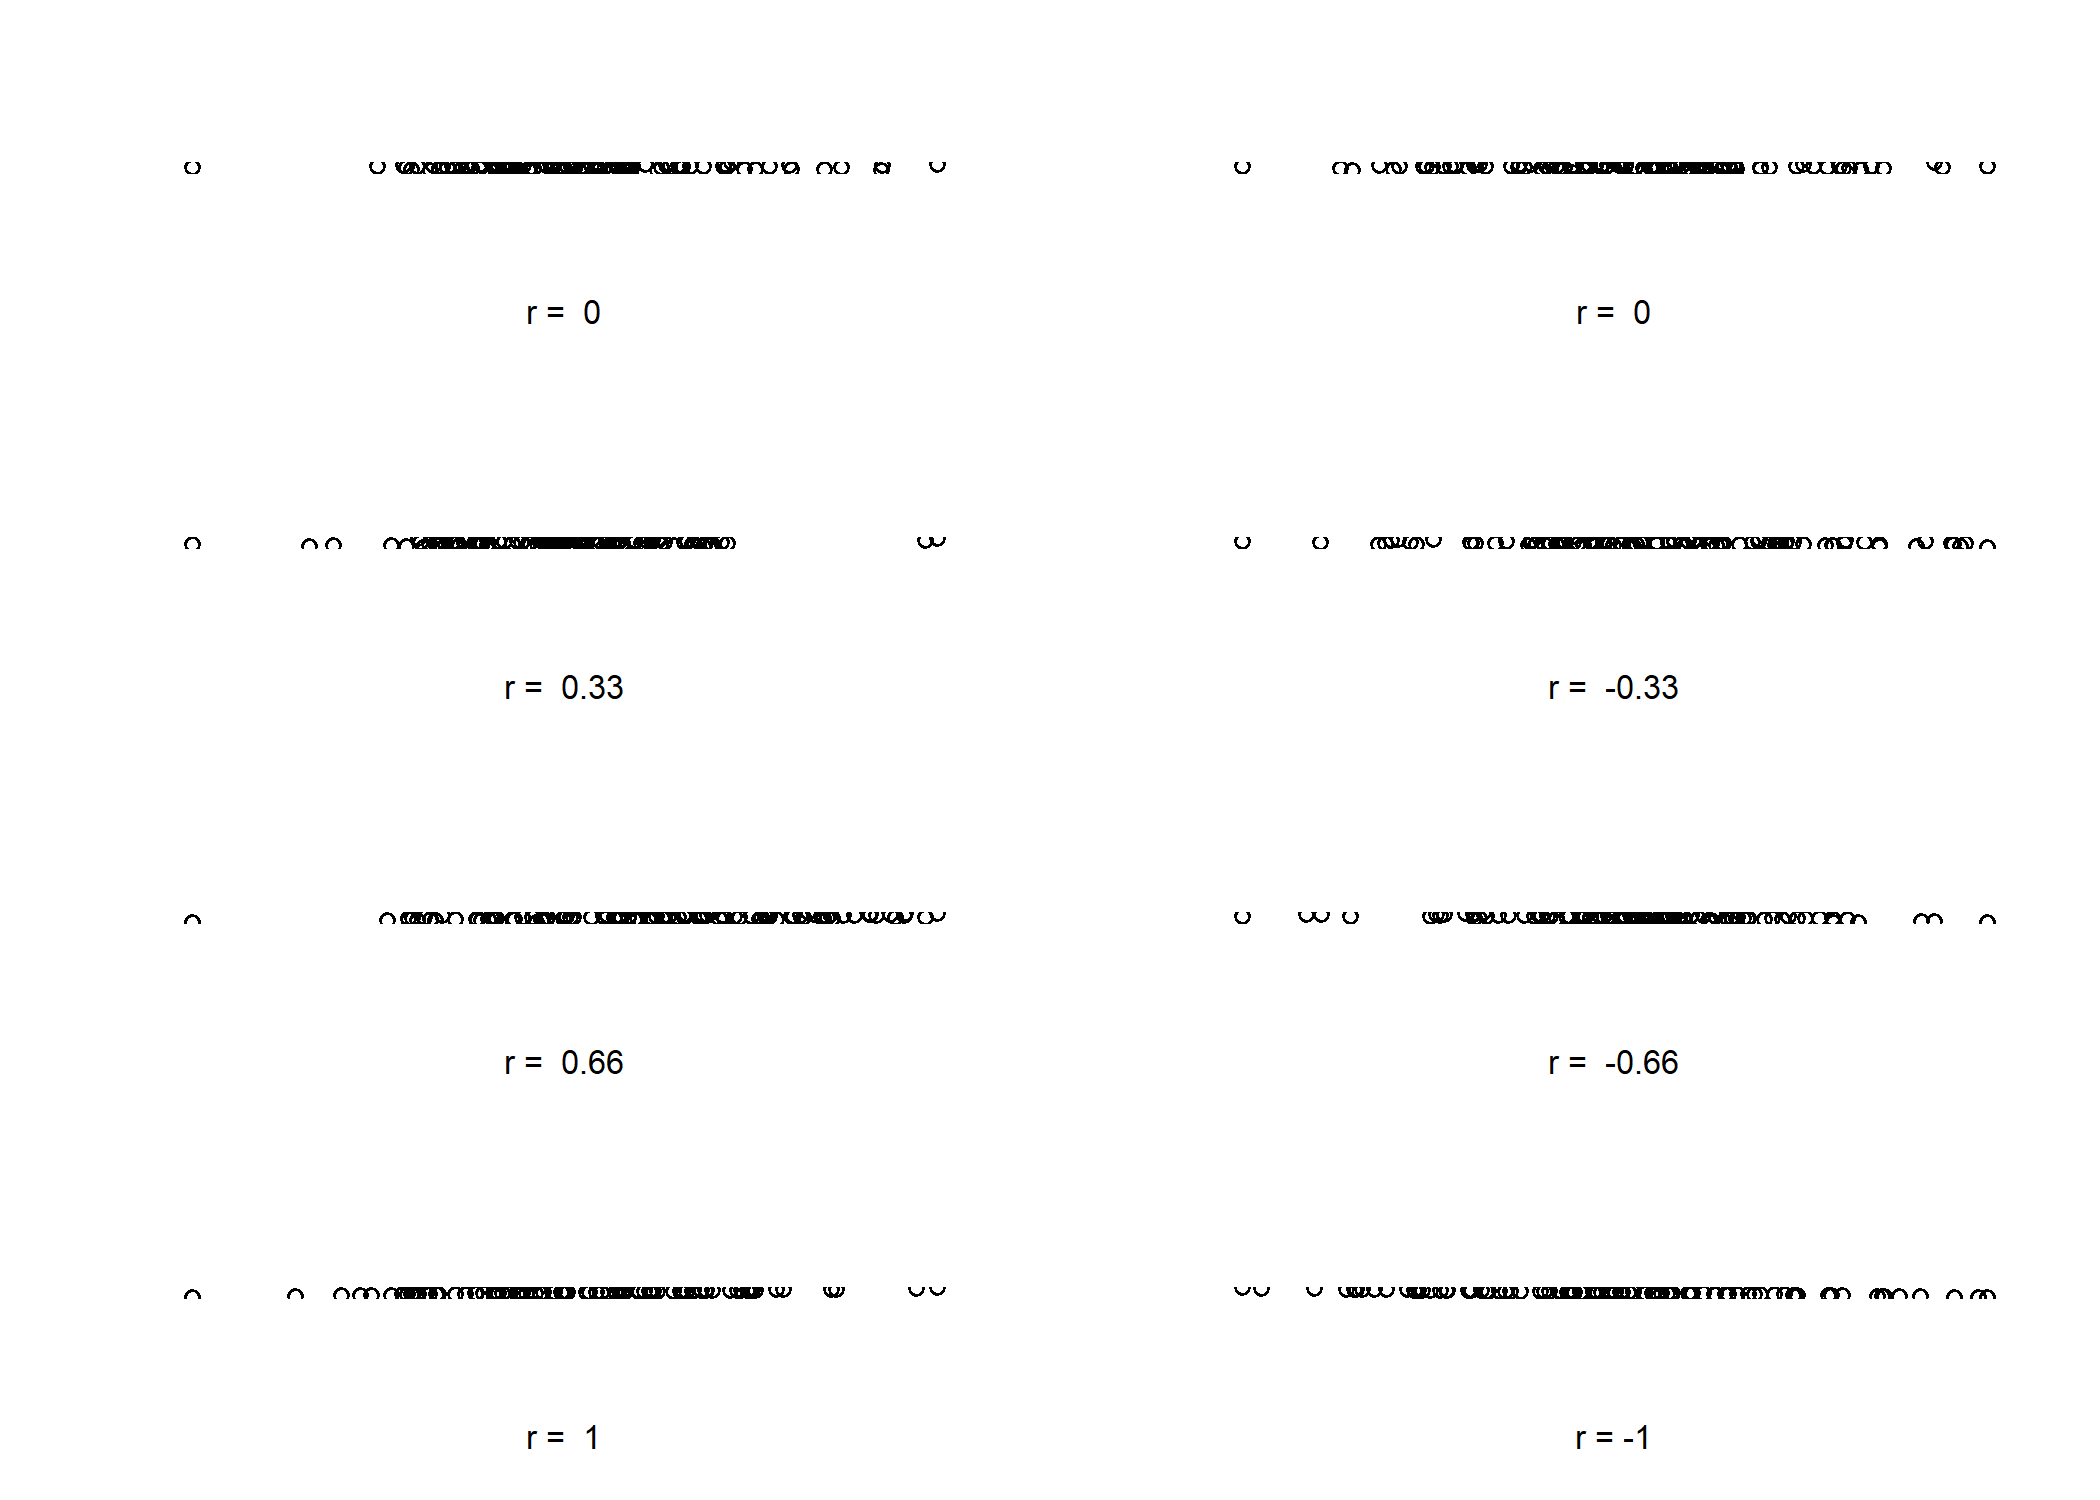 r =  0
r =  0
r =  0.33
r =  -0.33
r =  0.66
r =  -0.66
r =  1
r = -1